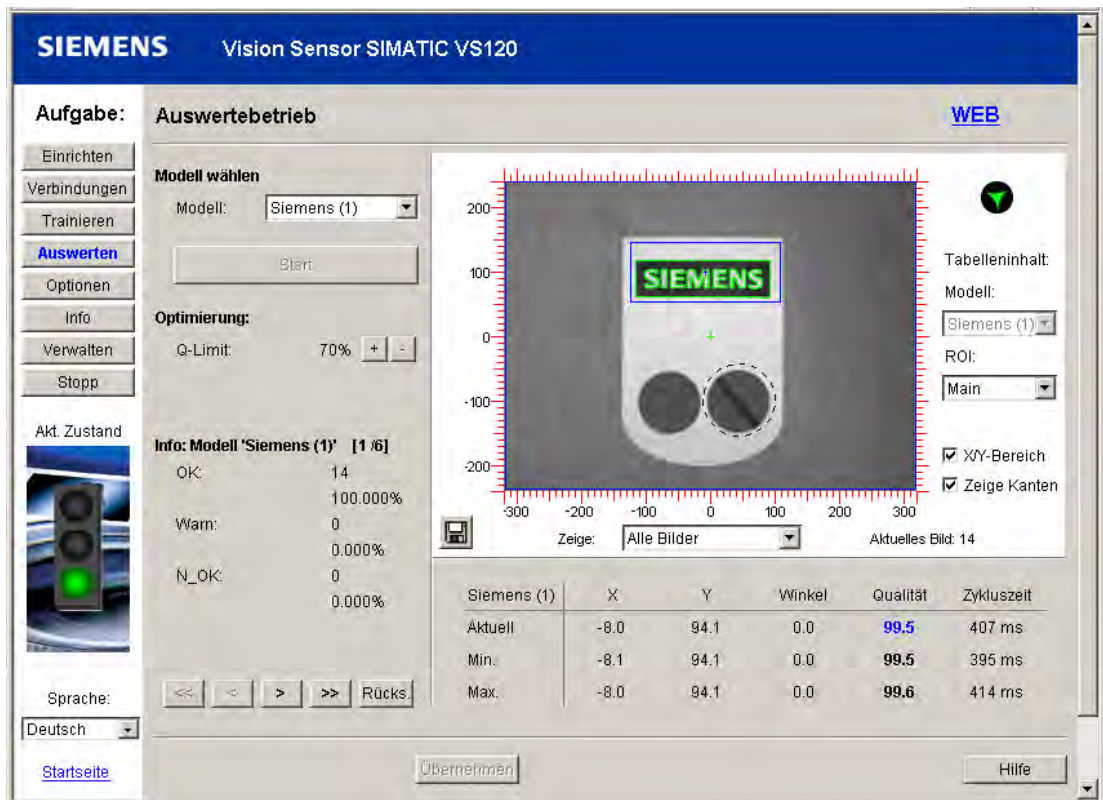 SIEMENS Vision Sensor SIMATIC VS120
Aufgabe:
Einrichten
Verbindungen
Trainieren
Auswerten
Optionen
Info
Verwalten
Stopp
Akt. Zustand
Sprache:
Deutsch
Startseite
Auswertebetrieb
WEB
Modell wählen
Modell: Siemens (1)
Start
Optimierung:
Q-Limit: 70% + -
Info: Modell 'Siemens (1)' [1 /6]
OK: 14
100.000%
Warn: 0
0.000%
N_OK: 0
0.000%
<< < > >> Rücks.
200
100
0
-100
-200
SIEMENS
-300 -200 -100 0 100 200 300
Zeige: Alle Bilder Aktuelles Bild: 14
Tabelleninhalt:
Modell:
Siemens (1)
ROI:
Main
X/Y-Bereich
Zeige Kanten
Siemens (1) X Y Winkel Qualität Zykluszeit
Aktuell -8.0 94.1 0.0 99.5 407 ms
Min. -8.1 94.1 0.0 99.5 395 ms
Max. -8.0 94.1 0.0 99.6 414 ms
Übernehmen
Hilfe